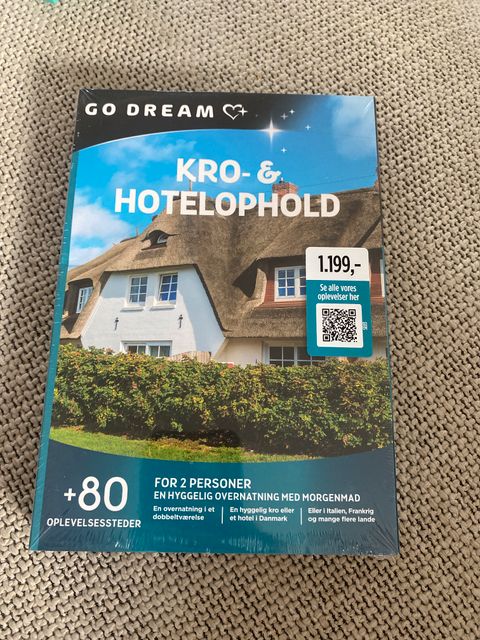 GO DREAM
KRO- &
HOTELOPHOLD
1.199,-
Se alle vores
oplevelser her
+80
OPLEVELSESSTEDER
FOR 2 PERSONER
EN HYGGELIG OVERNATNING MED MORGENMAD
En overnatning i et
dobbeltværelse
En hyggelig kro eller
et hotel i Danmark
Eller i Italien, Frankrig
og mange flere lande